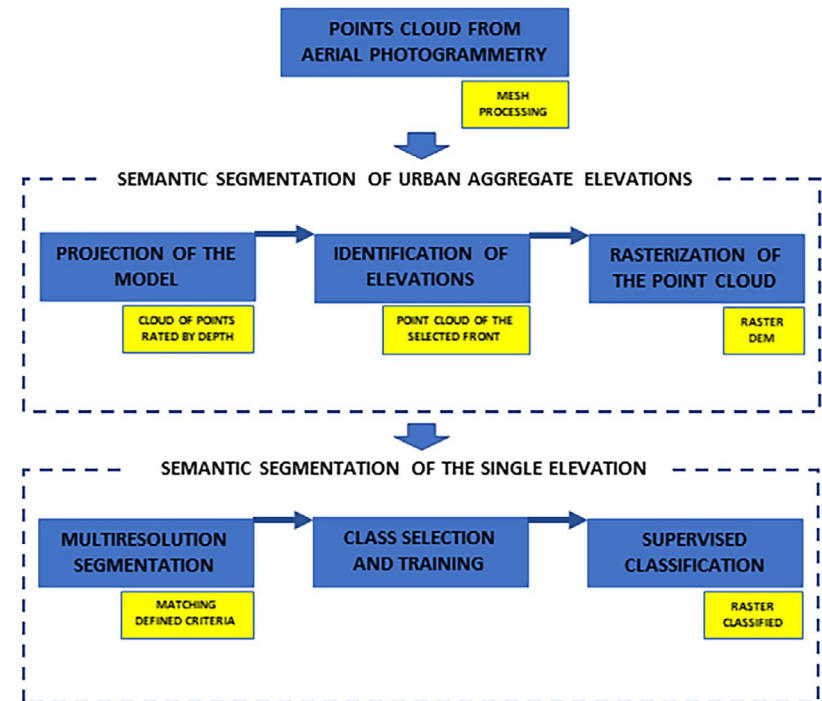 POINTS CLOUD FROM
AERIAL PHOTOGRAMMETRY
MESH
PROCESSING
SEMANTIC SEGMENTATION OF URBAN AGGREGATE ELEVATIONS
PROJECTION OF THE
MODEL
CLOUD OF POINTS
RATED BY DEPTH
IDENTIFICATION OF
ELEVATIONS
POINT CLOUD OF THE
SELECTED FRONT
RASTERIZATION OF
THE POINT CLOUD
RASTER
DEM
SEMANTIC SEGMENTATION OF THE SINGLE ELEVATION
MULTIRESOLUTION
SEGMENTATION
MATCHING
DEFINED CRITERIA
CLASS SELECTION
AND TRAINING
SUPERVISED
CLASSIFICATION
RASTER
CLASSIFIED